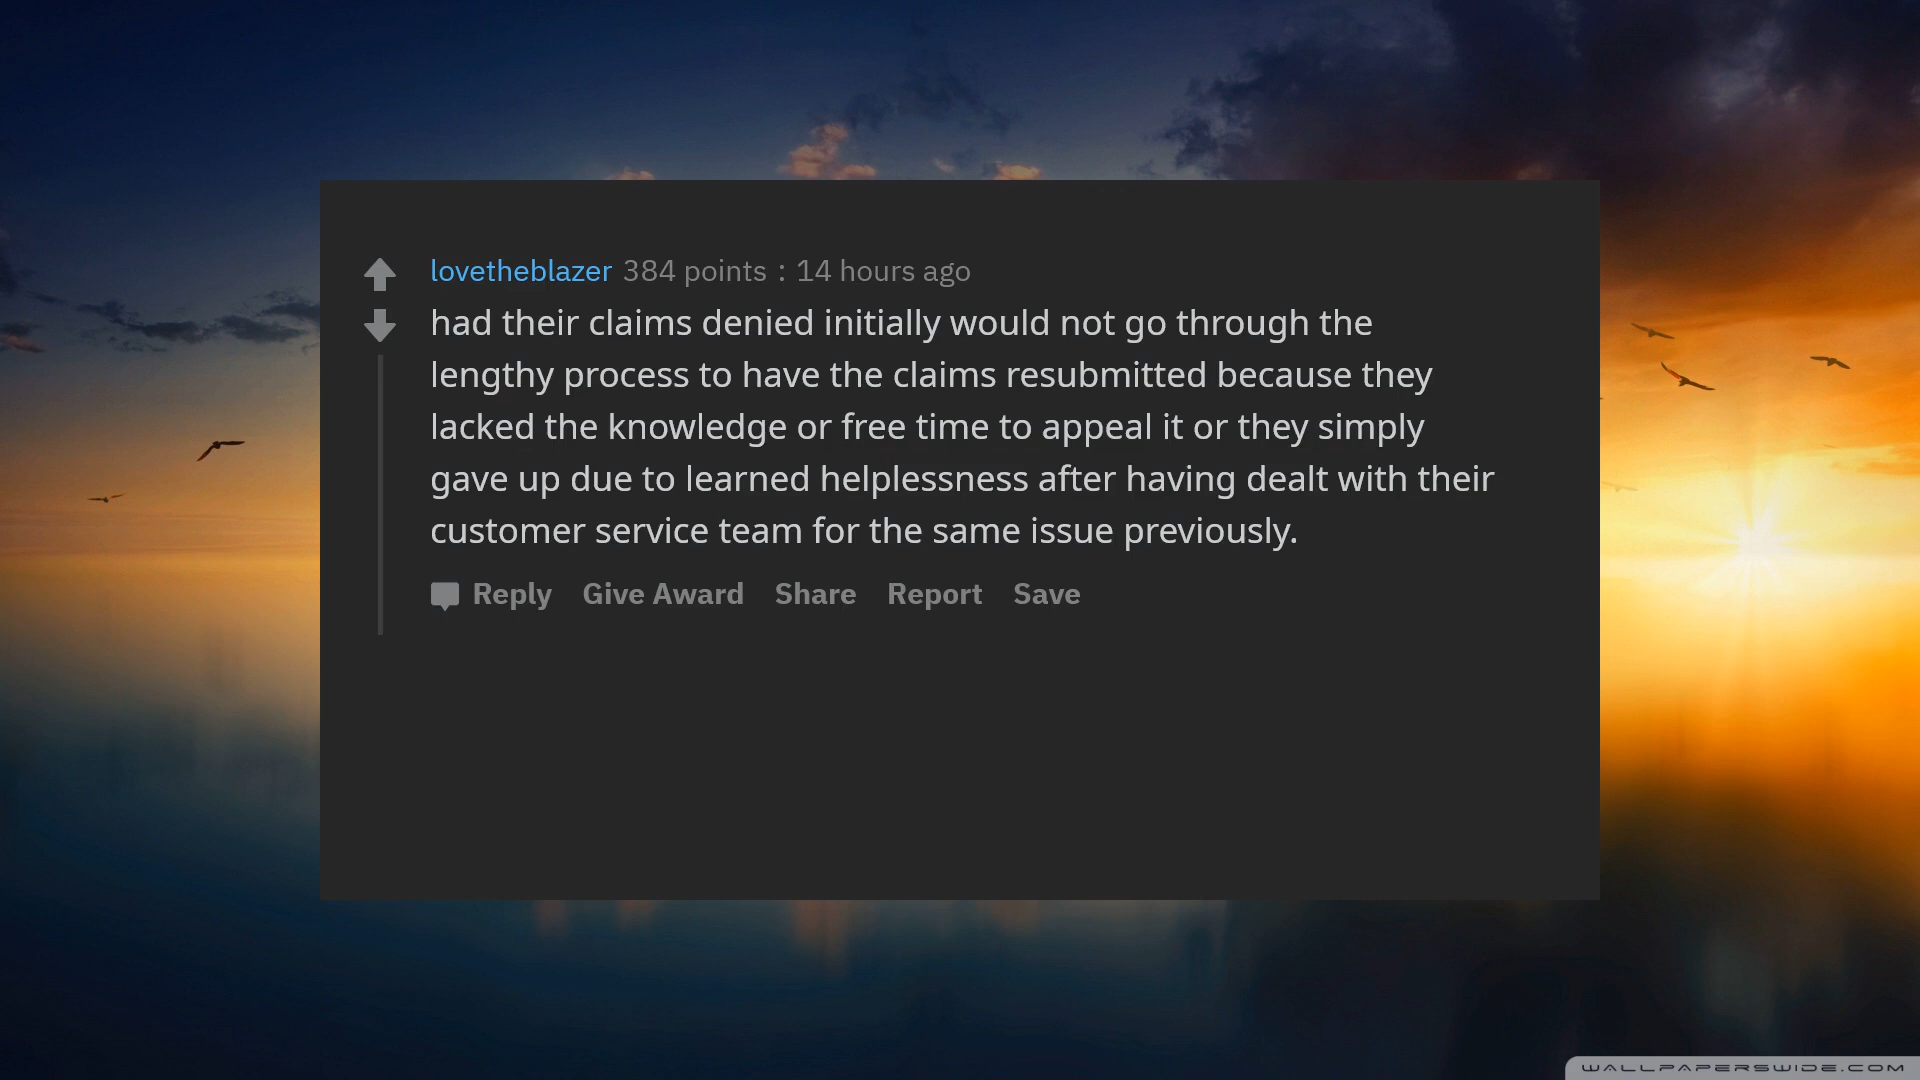 lovetheblazer 384 points : 14 hours ago
had their claims denied initially would not go through the
lengthy process to have the claims resubmitted because they
lacked the knowledge or free time to appeal it or they simply
gave up due to learned helplessness after having dealt with their
customer service team for the same issue previously.
Reply Give Award Share Report Save
WALLPAPERSWIDE.COM